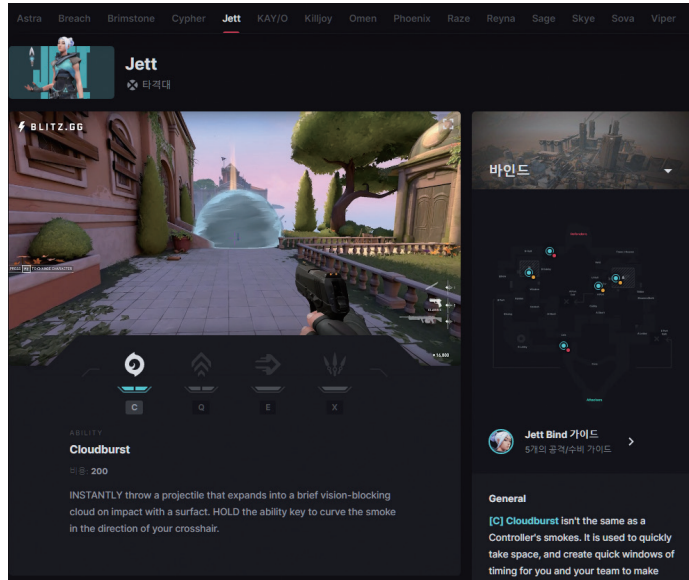 Astra Breach Brimstone Cypher Jett KAY/O Killjoy Omen Phoenix Raze Reyna Sage Skye Sova Viper
JETT
Jett
타격대
BLITZ.GG
바인드
C Q E X
ABILITY
Cloudburst
비용: 200
INSTANTLY throw a projectile that expands into a brief vision-blocking
cloud on impact with a surfact. HOLD the ability key to curve the smoke
in the direction of your crosshair.
Jett Bind 가이드
5개의 공격/수비 가이드
General
[C] Cloudburst isn't the same as a
Controller's smokes. It is used to quickly
take space, and create quick windows of
timing for you and your team to make